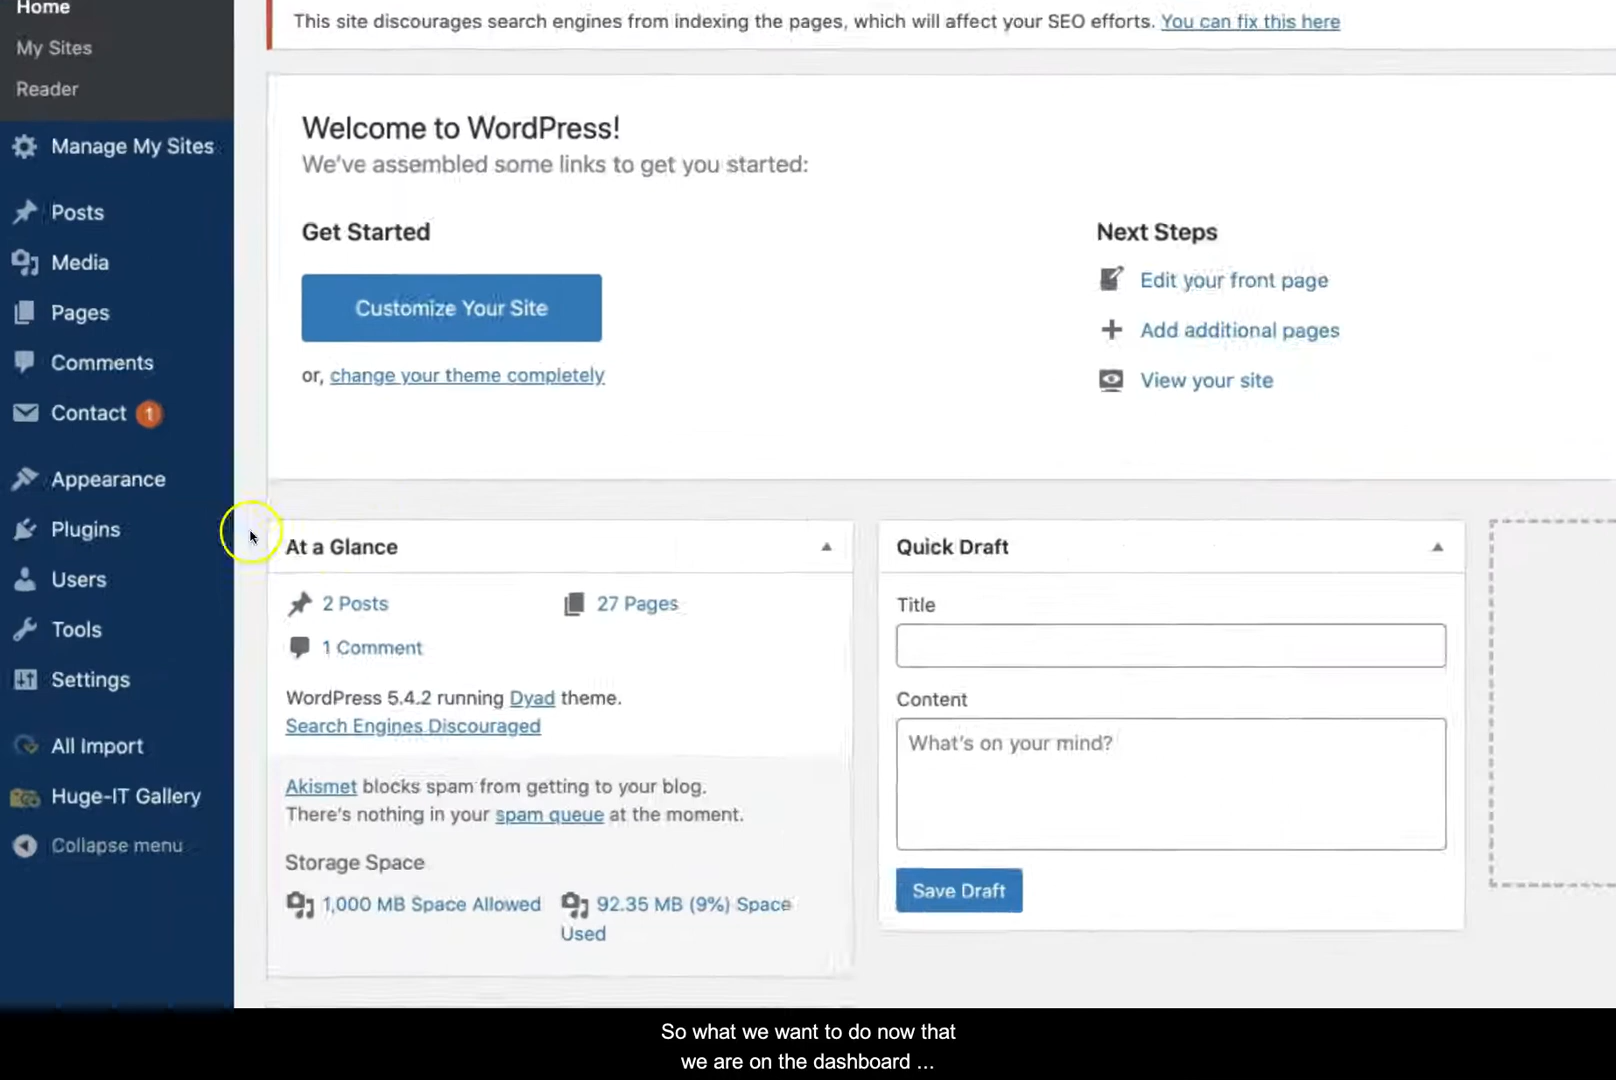 Home
My Sites
Reader
Manage My Sites
Posts
Media
Pages
Comments
Contact 1
Appearance
Plugins
Users
Tools
Settings
All Import
Huge-IT Gallery
Collapse menu
This site discourages search engines from indexing the pages, which will affect your SEO efforts. You can fix this here
Welcome to WordPress!
We've assembled some links to get you started:
Get Started
Customize Your Site
or, change your theme completely
Next Steps
Edit your front page
Add additional pages
View your site
At a Glance
2 Posts
27 Pages
1 Comment
WordPress 5.4.2 running Dyad theme.
Search Engines Discouraged
Akismet blocks spam from getting to your blog.
There's nothing in your spam queue at the moment.
Storage Space
1,000 MB Space Allowed
92.35 MB (9%) Space
Used
Quick Draft
Title
Content
What's on your mind?
Save Draft
So what we want to do now that
we are on the dashboard ...